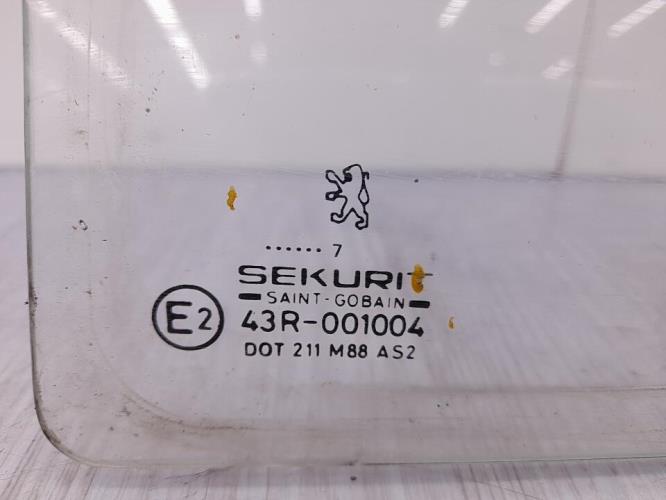 ...... 7
SEKURIT
SAINT-GOBAIN
E2 43R-001004
DOT 211 M88 AS2